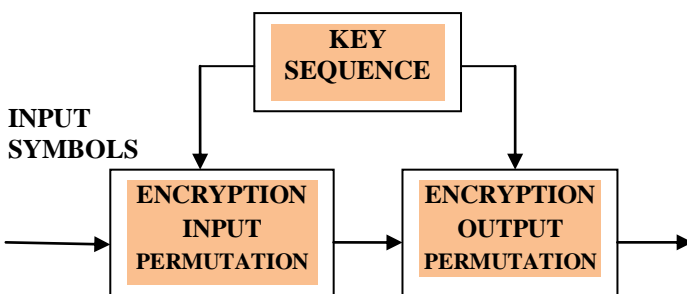 KEY
SEQUENCE
INPUT
SYMBOLS
ENCRYPTION
INPUT
PERMUTATION
ENCRYPTION
OUTPUT
PERMUTATION